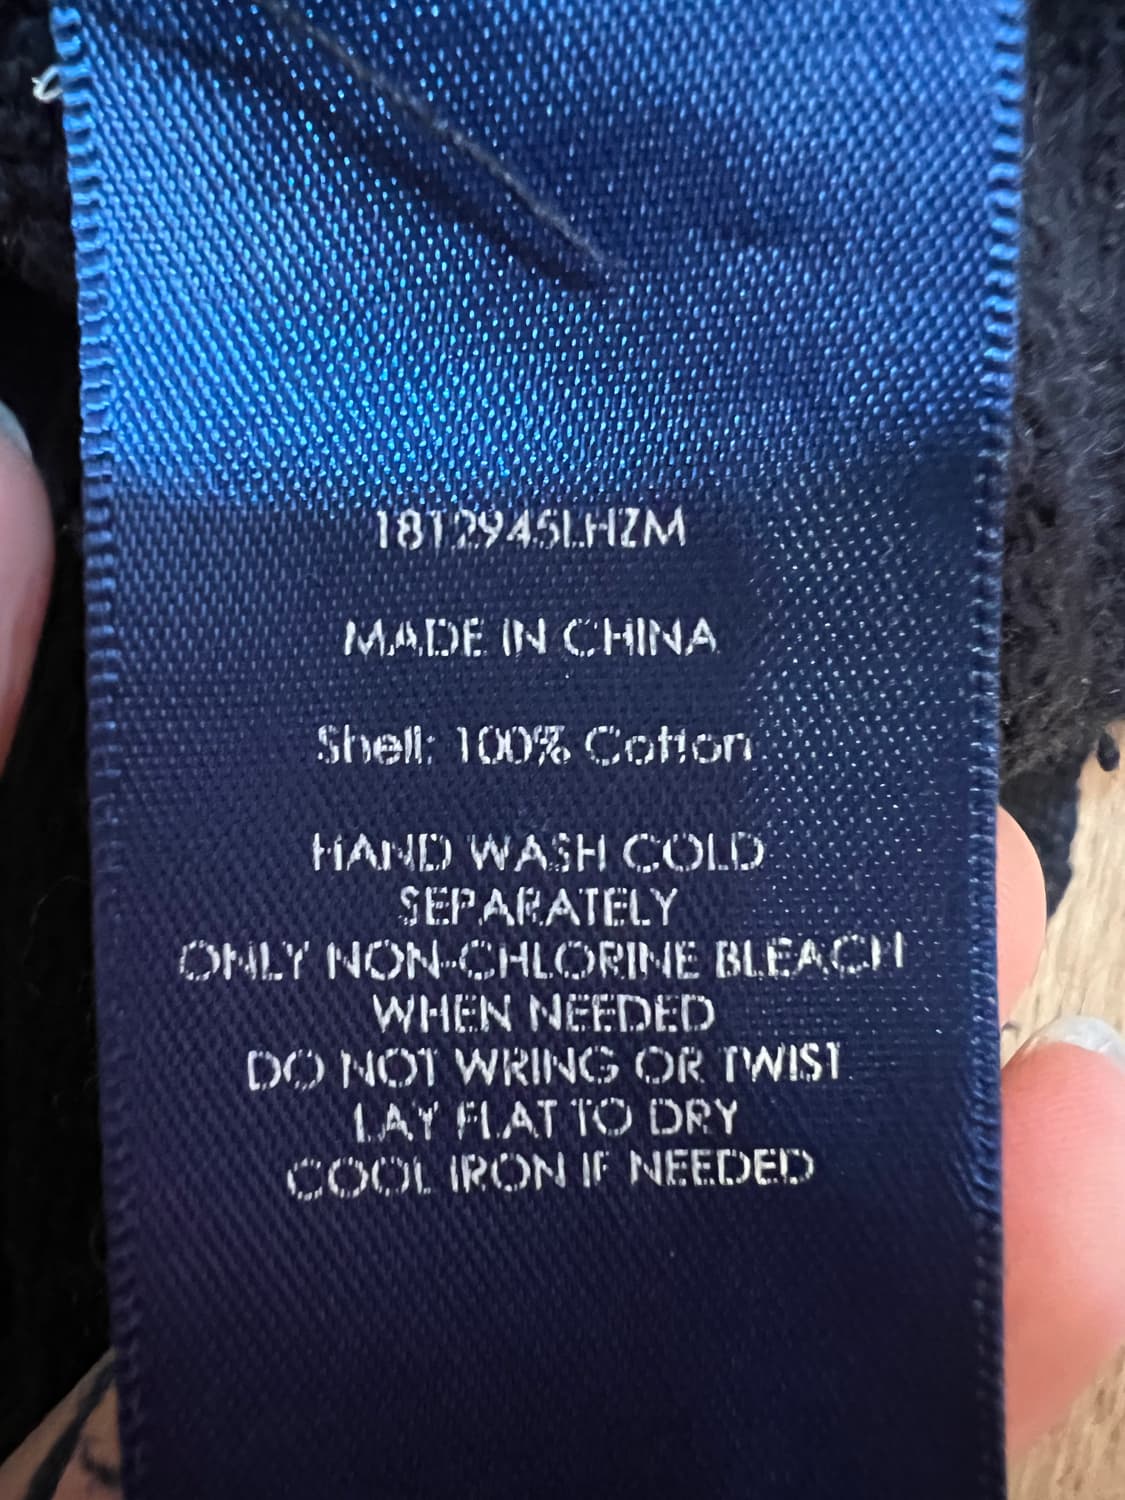 1812945LHZM
MADE IN CHINA
Shell: 100% Cotton
HAND WASH COLD
SEPARATELY
ONLY NON-CHLORINE BLEACH
WHEN NEEDED
DO NOT WRING OR TWIST
LAY FLAT TO DRY
COOL IRON IF NEEDED